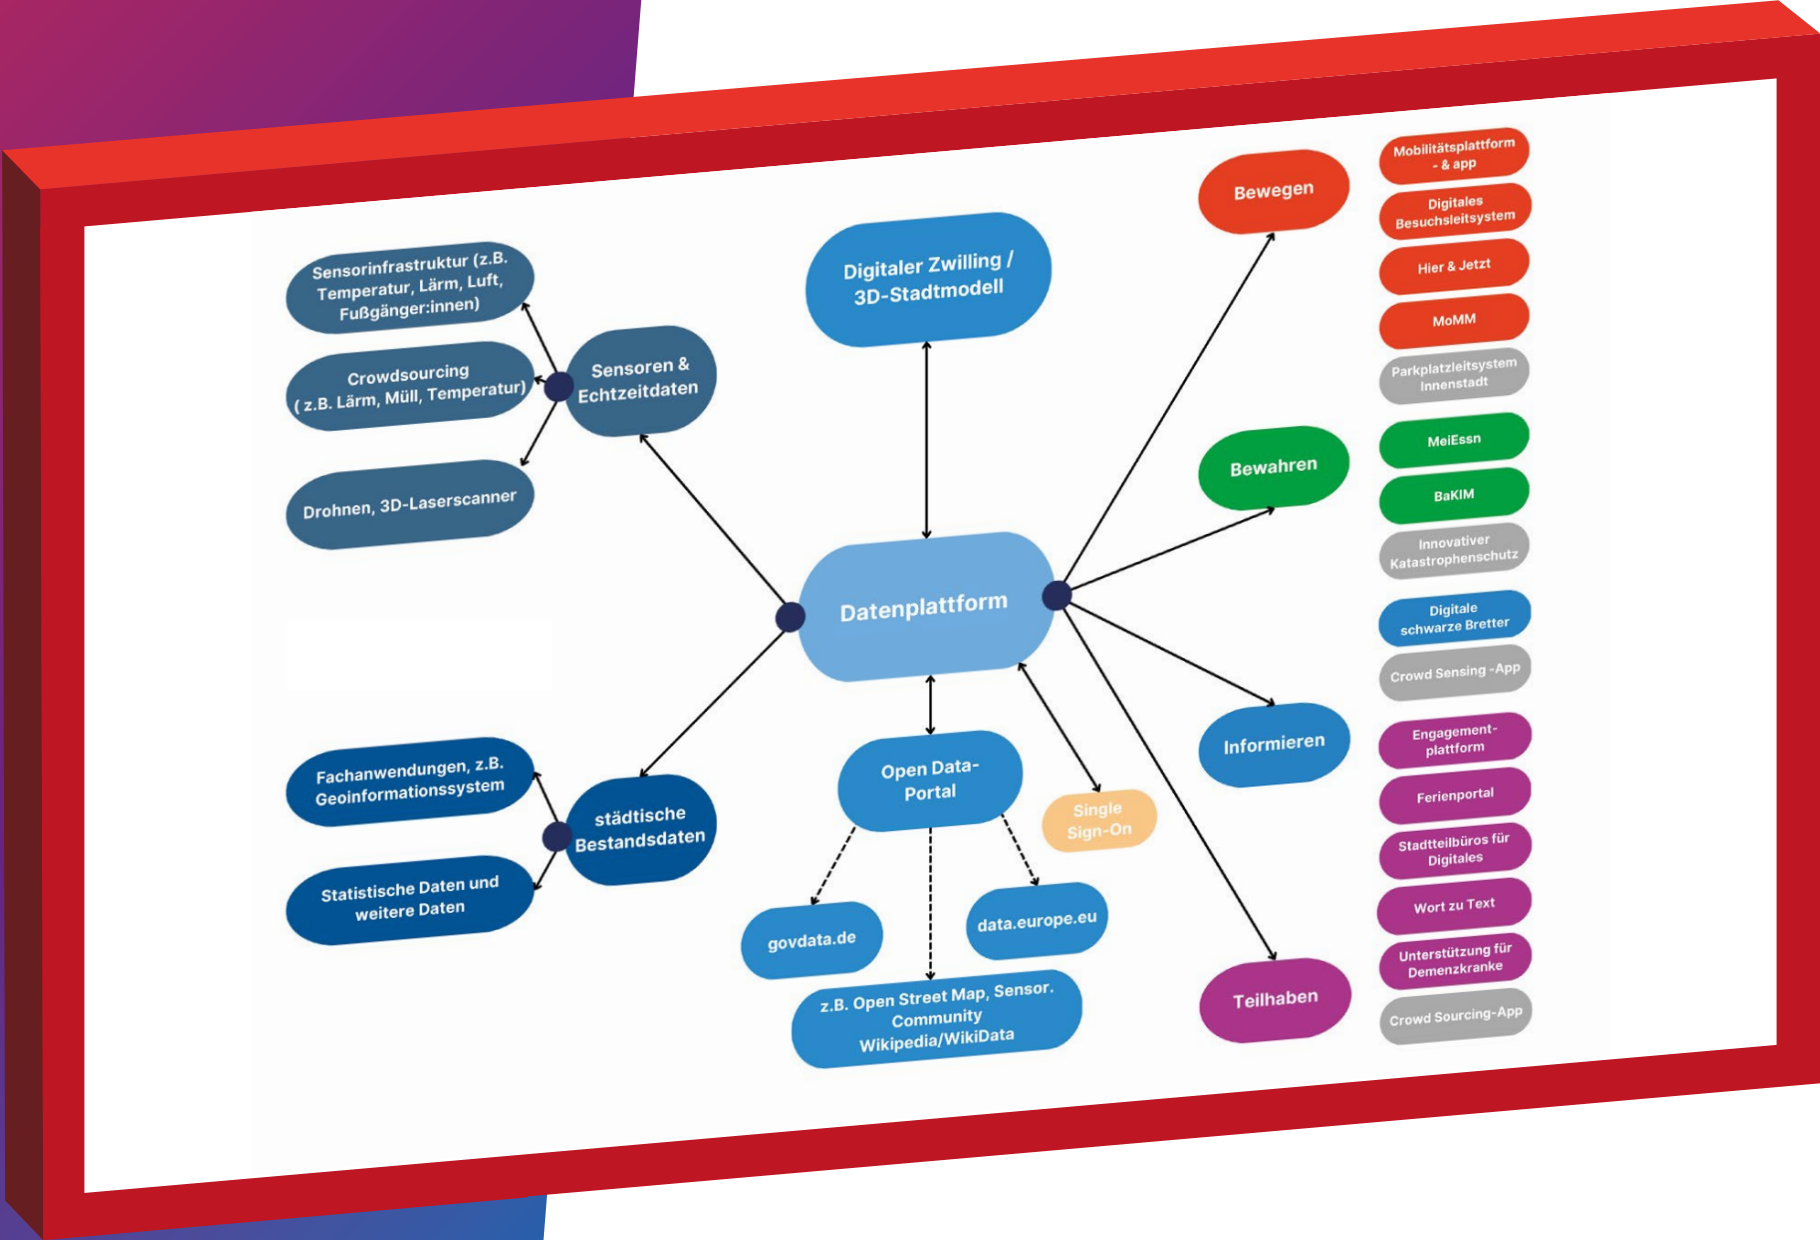 Sensorinfrastruktur (z.B.
Temperatur, Lärm, Luft,
Fußgänger:innen)
Crowdsourcing
( z.B. Lärm, Müll, Temperatur)
Drohnen, 3D-Laserscanner
Sensoren &
Echtzeitdaten
Fachanwendungen, z.B.
Geoinformationssystem
Statistische Daten und
weitere Daten
städtische
Bestandsdaten
Digitaler Zwilling /
3D-Stadtmodell
Datenplattform
Open Data-
Portal
Single
Sign-On
govdata.de
data.europe.eu
z.B. Open Street Map, Sensor.
Community
Wikipedia/WikiData
Bewegen
Bewahren
Informieren
Teilhaben
Mobilitätsplattform
- & app
Digitales
Besuchsleitsystem
Hier & Jetzt
MoMM
Parkplatzleitsystem
Innenstadt
MeiEssn
BaKIM
Innovativer
Katastrophenschutz
Digitale
schwarze Bretter
Crowd Sensing -App
Engagement-
plattform
Ferienportal
Stadtteilbüros für
Digitales
Wort zu Text
Unterstützung für
Demenzkranke
Crowd Sourcing-App